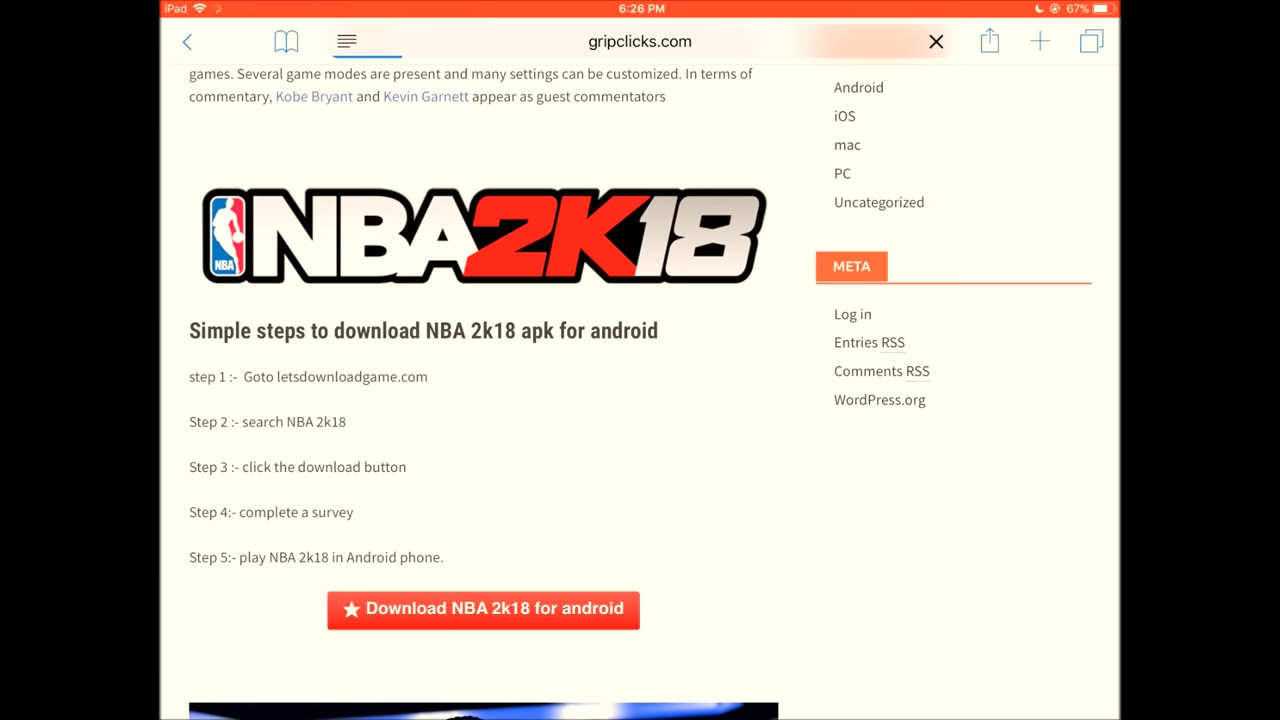 iPad
6:26 PM
67%
gripclicks.com
games. Several game modes are present and many settings can be customized. In terms of
commentary, Kobe Bryant and Kevin Garnett appear as guest commentators
NBA NBA2K18
Simple steps to download NBA 2k18 apk for android
step 1 :-  Goto letsdownloadgame.com
Step 2 :- search NBA 2k18
Step 3 :- click the download button
Step 4:- complete a survey
Step 5:- play NBA 2k18 in Android phone.
Download NBA 2k18 for android
Android
iOS
mac
PC
Uncategorized
META
Log in
Entries RSS
Comments RSS
WordPress.org